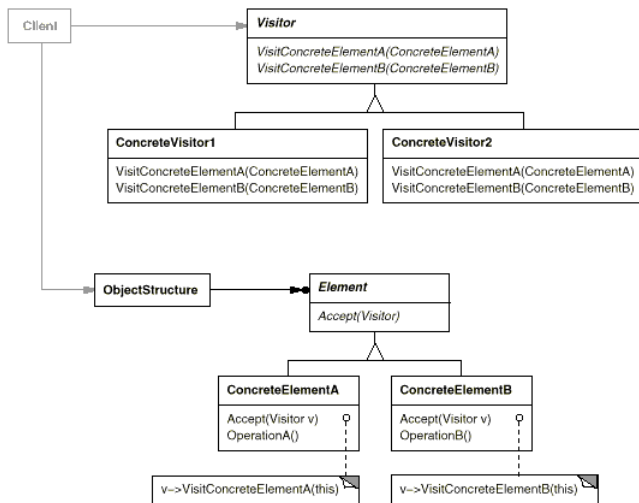 Client
Visitor
VisitConcreteElementA(ConcreteElementA)
VisitConcreteElementB(ConcreteElementB)
ConcreteVisitor1
VisitConcreteElementA(ConcreteElementA)
VisitConcreteElementB(ConcreteElementB)
ConcreteVisitor2
VisitConcreteElementA(ConcreteElementA)
VisitConcreteElementB(ConcreteElementB)
ObjectStructure
Element
Accept(Visitor)
ConcreteElementA
Accept(Visitor v)
OperationA()
ConcreteElementB
Accept(Visitor v)
OperationB()
v–>VisitConcreteElementA(this)
v–>VisitConcreteElementB(this)